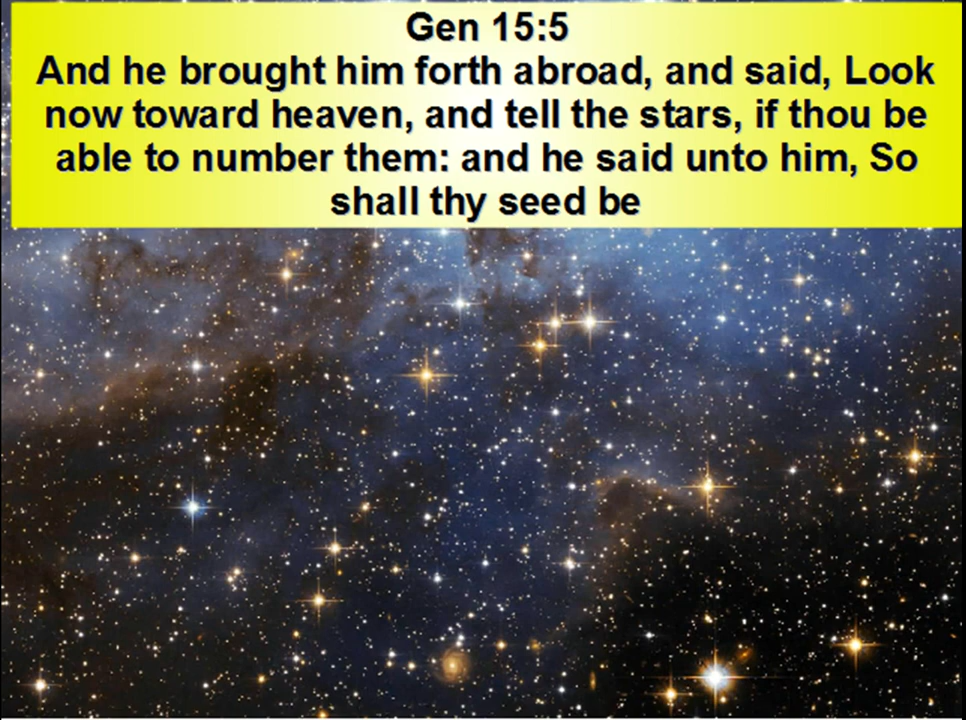 Gen 15:5
And he brought him forth abroad, and said, Look
now toward heaven, and tell the stars, if thou be
able to number them: and he said unto him, So
shall thy seed be